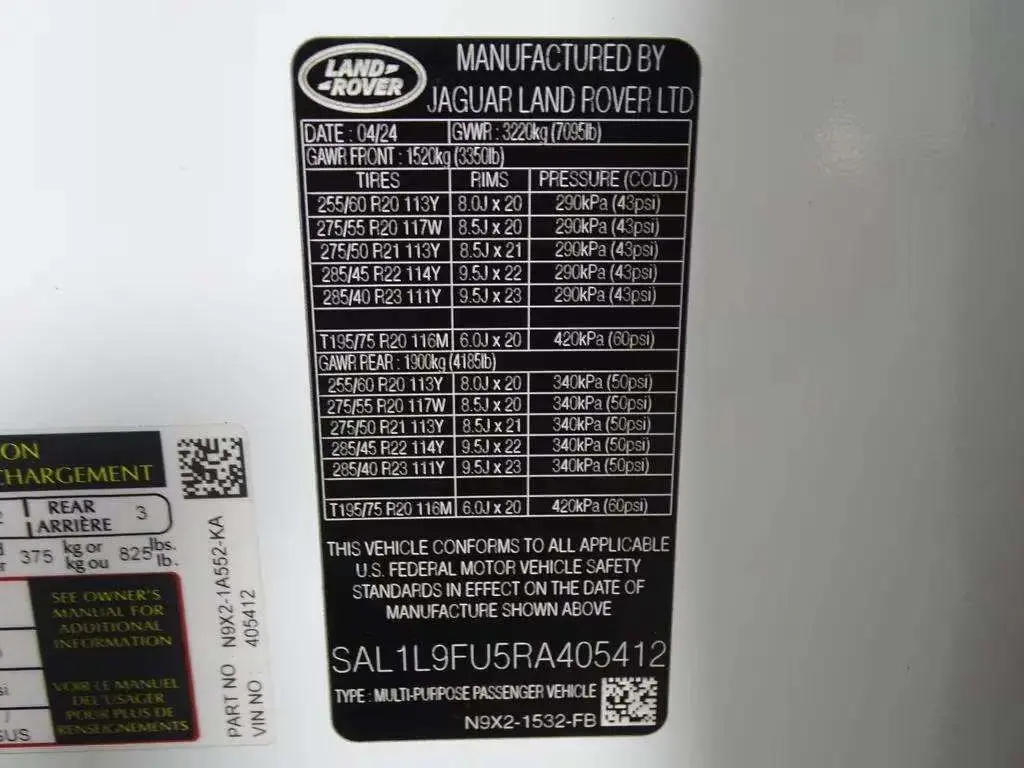 LAND ROVER
MANUFACTURED BY
JAGUAR LAND ROVER LTD
DATE : 04/24 GVWR : 3220kg (7095lb)
GAWR FRONT : 1520kg (3350lb)
TIRES RIMS PRESSURE (COLD)
255/60 R20 113Y 8.0J x 20 290kPa (43psi)
275/55 R20 117W 8.5J x 20 290kPa (43psi)
275/50 R21 113Y 8.5J x 21 290kPa (43psi)
285/45 R22 114Y 9.5J x 22 290kPa (43psi)
285/40 R23 111Y 9.5J x 23 290kPa (43psi)
T195/75 R20 116M 6.0J x 20 420kPa (60psi)
GAWR REAR : 1900kg (4185lb)
255/60 R20 113Y 8.0J x 20 340kPa (50psi)
275/55 R20 117W 8.5J x 20 340kPa (50psi)
275/50 R21 113Y 8.5J x 21 340kPa (50psi)
285/45 R22 114Y 9.5J x 22 340kPa (50psi)
285/40 R23 111Y 9.5J x 23 340kPa (50psi)
T195/75 R20 116M 6.0J x 20 420kPa (60psi)
THIS VEHICLE CONFORMS TO ALL APPLICABLE
U.S. FEDERAL MOTOR VEHICLE SAFETY
STANDARDS IN EFFECT ON THE DATE OF
MANUFACTURE SHOWN ABOVE
SAL1L9FU5RA405412
TYPE : MULTI-PURPOSE PASSENGER VEHICLE
N9X2-1532-FB
ON
CHARGEMENT
2 REAR 3
ARRIÈRE
375 kg or 825 lbs.
kg ou lb.
SEE OWNER'S
MANUAL FOR
ADDITIONAL
INFORMATION
VOIR LE MANUEL
DE L'USAGER
POUR PLUS DE
RENSEIGNEMENTS
PART NO : N9X2-1A552-KA
VIN NO : 405412